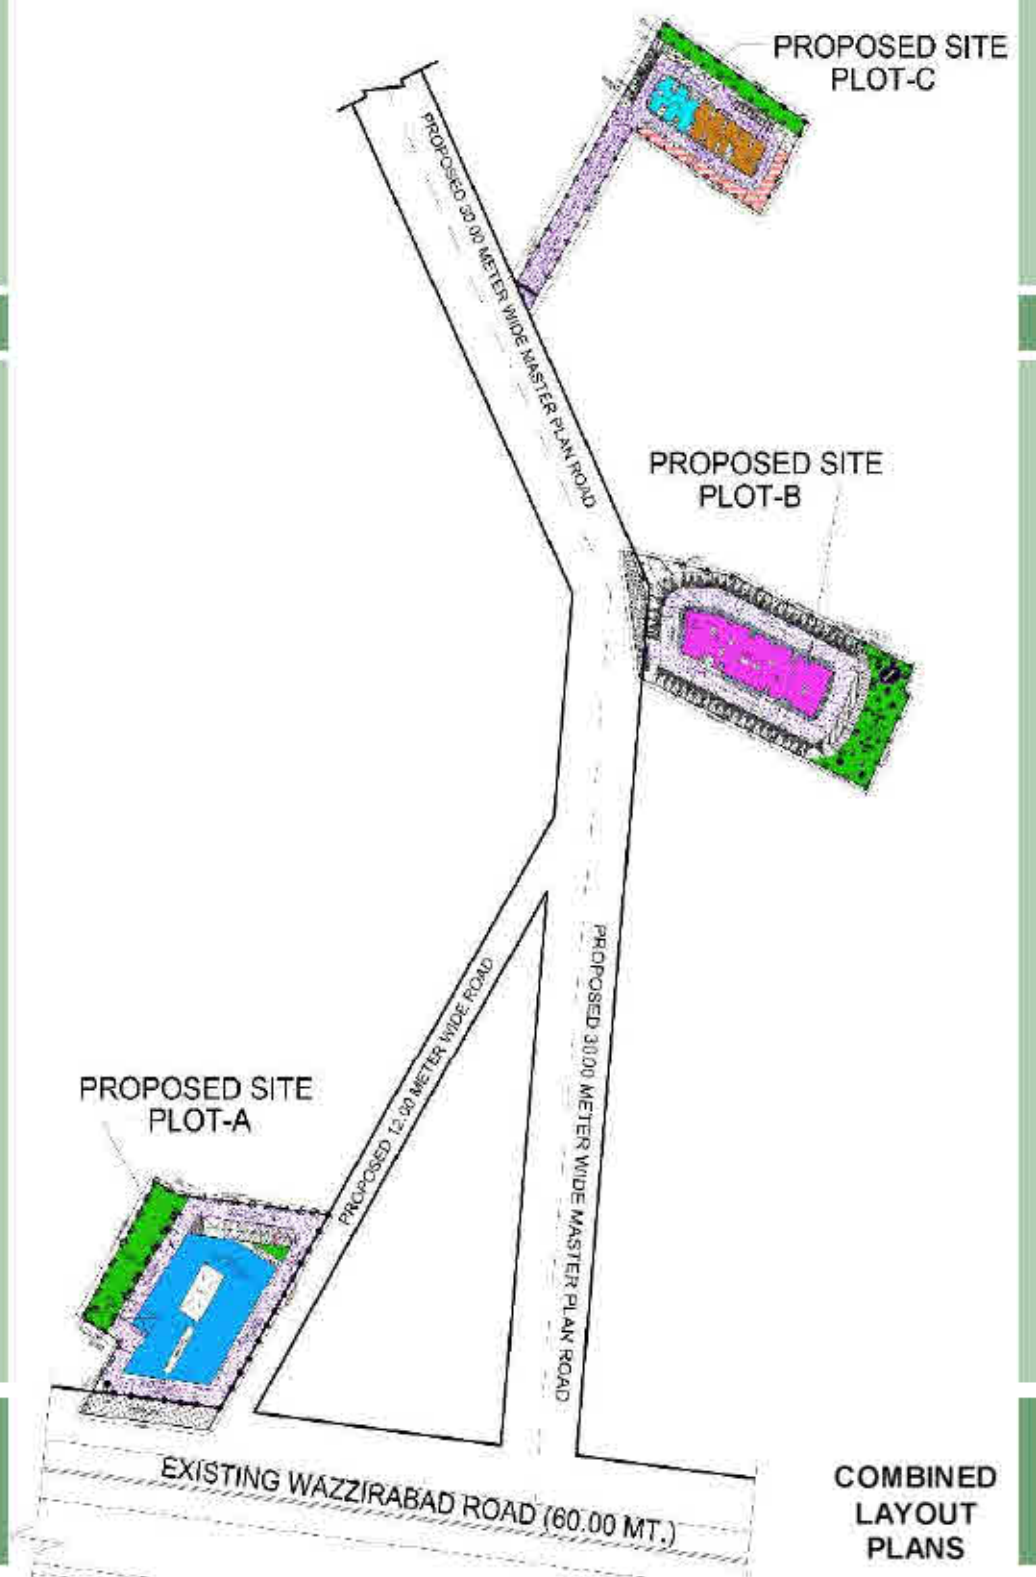 PROPOSED SITE
PLOT-C
PROPOSED 30.00 METER WIDE MASTER PLAN ROAD
PROPOSED SITE
PLOT-B
PROPOSED 12.00 METER WIDE ROAD
PROPOSED 30.00 METER WIDE MASTER PLAN ROAD
PROPOSED SITE
PLOT-A
EXISTING WAZZIRABAD ROAD (60.00 MT.)
COMBINED
LAYOUT
PLANS